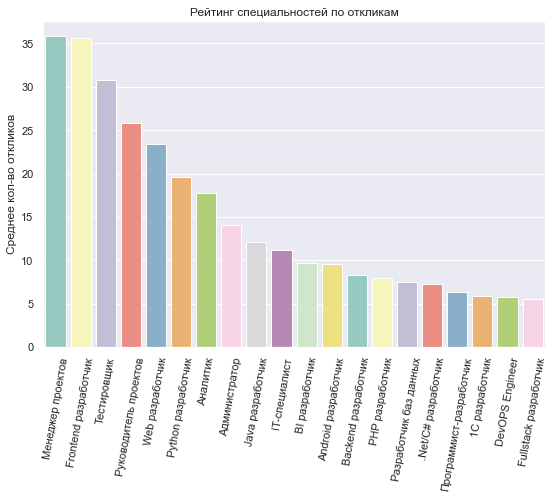 Рейтинг специальностей по откликам
Среднее кол-во откликов
35
30
25
20
15
10
5
0
Менеджер проектов
Frontend разработчик
Тестировщик
Руководитель проектов
Web разработчик
Python разработчик
Аналитик
Администратор
Java разработчик
IT-специалист
BI разработчик
Android разработчик
Backend разработчик
PHP разработчик
Разработчик баз данных
.Net/C# разработчик
Программист-разработчик
1С разработчик
DevOPS Engineer
Fullstack разработчик